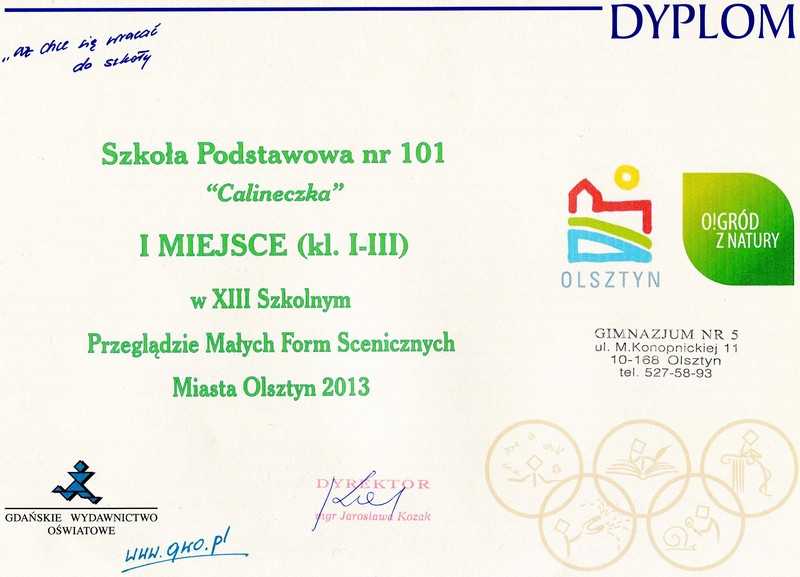 DYPLOM
„aż chce się wracać
do szkoły
Szkoła Podstawowa nr 101
“Calineczka”
I MIEJSCE (kl. I-III)
w XIII Szkolnym
Przeglądzie Małych Form Scenicznych
Miasta Olsztyn 2013
OLSZTYN
O!GRÓD
Z NATURY
GIMNAZJUM NR 5
ul. M.Konopnickiej 11
10-168 Olsztyn
tel. 527-58-93
GDAŃSKIE WYDAWNICTWO
OŚWIATOWE
www.gwo.pl
DYREKTOR
mgr Jarosława Kozak